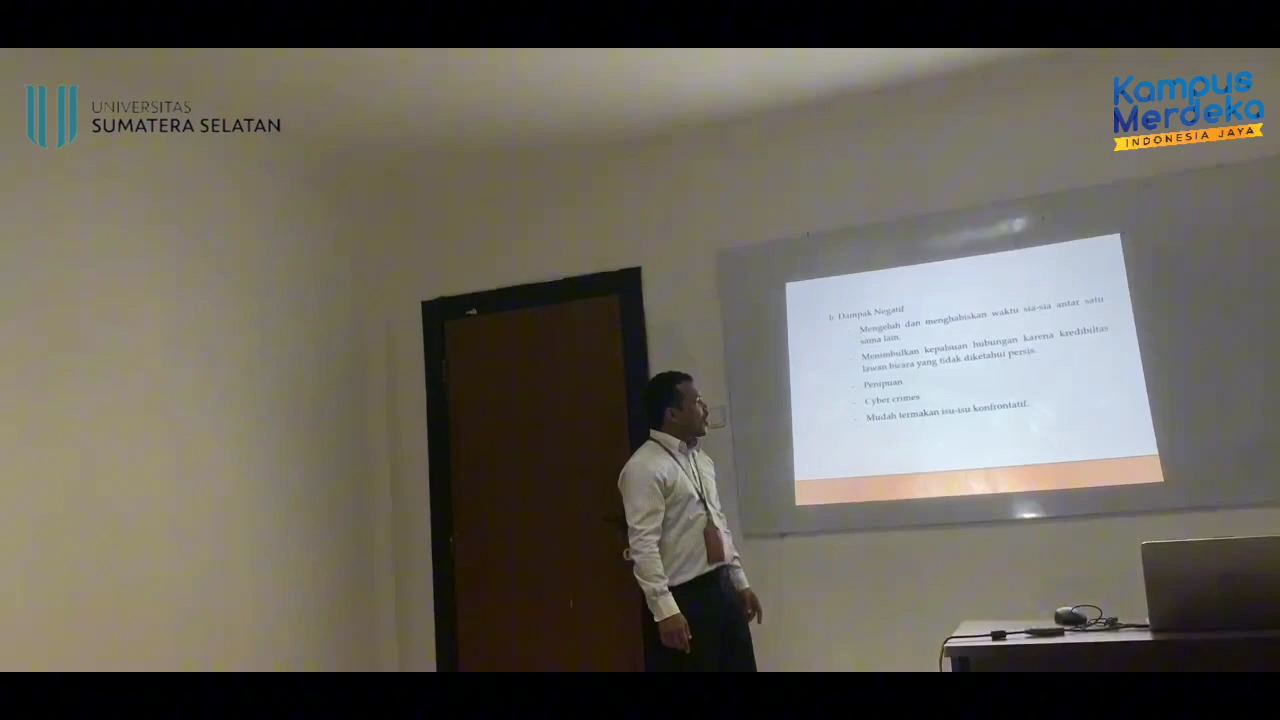 UNIVERSITAS
SUMATERA SELATAN
Kampus
Merdeka
INDONESIA JAYA
b. Dampak Negatif
- Mengeluh dan menghabiskan waktu sia-sia antar satu
sama lain.
- Menimbulkan kepalsuan hubungan karena kredibiltas
lawan bicara yang tidak diketahui persis.
- Penipuan
- Cyber crimes
- Mudah termakan isu-isu konfrontatif.